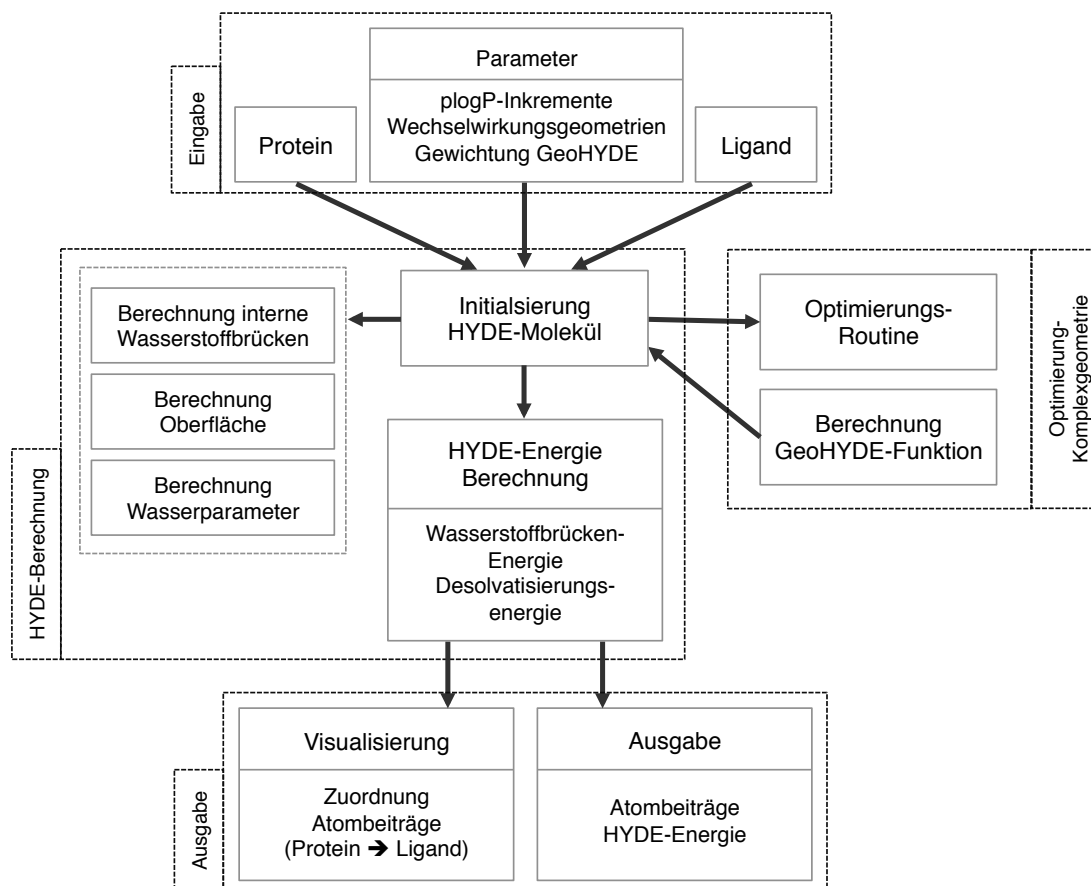 Eingabe
Parameter
plogP-Inkremente
Wechselwirkungsgeometrien
Gewichtung GeoHYDE
Protein
Ligand
HYDE-Berechnung
Berechnung interne
Wasserstoffbrücken
Berechnung
Oberfläche
Berechnung
Wasserparameter
Initialsierung
HYDE-Molekül
HYDE-Energie
Berechnung
Wasserstoffbrücken-
Energie
Desolvatisierungs-
energie
Optimierungs-
Routine
Berechnung
GeoHYDE-Funktion
Optimierung-
Komplexgeometrie
Ausgabe
Visualisierung
Zuordnung
Atombeiträge
(Protein ➔ Ligand)
Ausgabe
Atombeiträge
HYDE-Energie